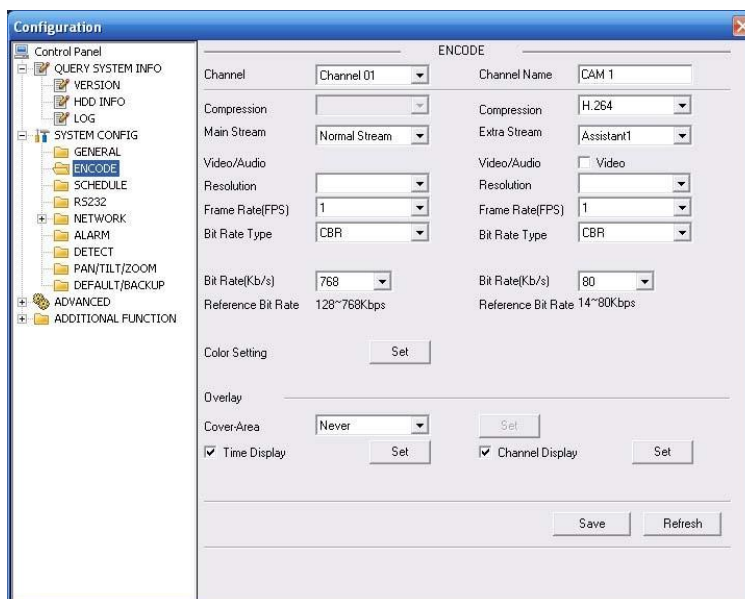 Configuration
Control Panel
QUERY SYSTEM INFO
VERSION
HDD INFO
LOG
SYSTEM CONFIG
GENERAL
ENCODE
SCHEDULE
RS232
NETWORK
ALARM
DETECT
PAN/TILT/ZOOM
DEFAULT/BACKUP
ADVANCED
ADDITIONAL FUNCTION
ENCODE
Channel Channel 01 Channel Name CAM 1
Compression Compression H.264
Main Stream Normal Stream Extra Stream Assistant1
Video/Audio Video/Audio Video
Resolution Resolution
Frame Rate(FPS) 1 Frame Rate(FPS) 1
Bit Rate Type CBR Bit Rate Type CBR
Bit Rate(Kb/s) 768 Bit Rate(Kb/s) 80
Reference Bit Rate 128~768Kbps Reference Bit Rate 14~80Kbps
Color Setting Set
Overlay
Cover-Area Never Set
Time Display Set Channel Display Set
Save Refresh